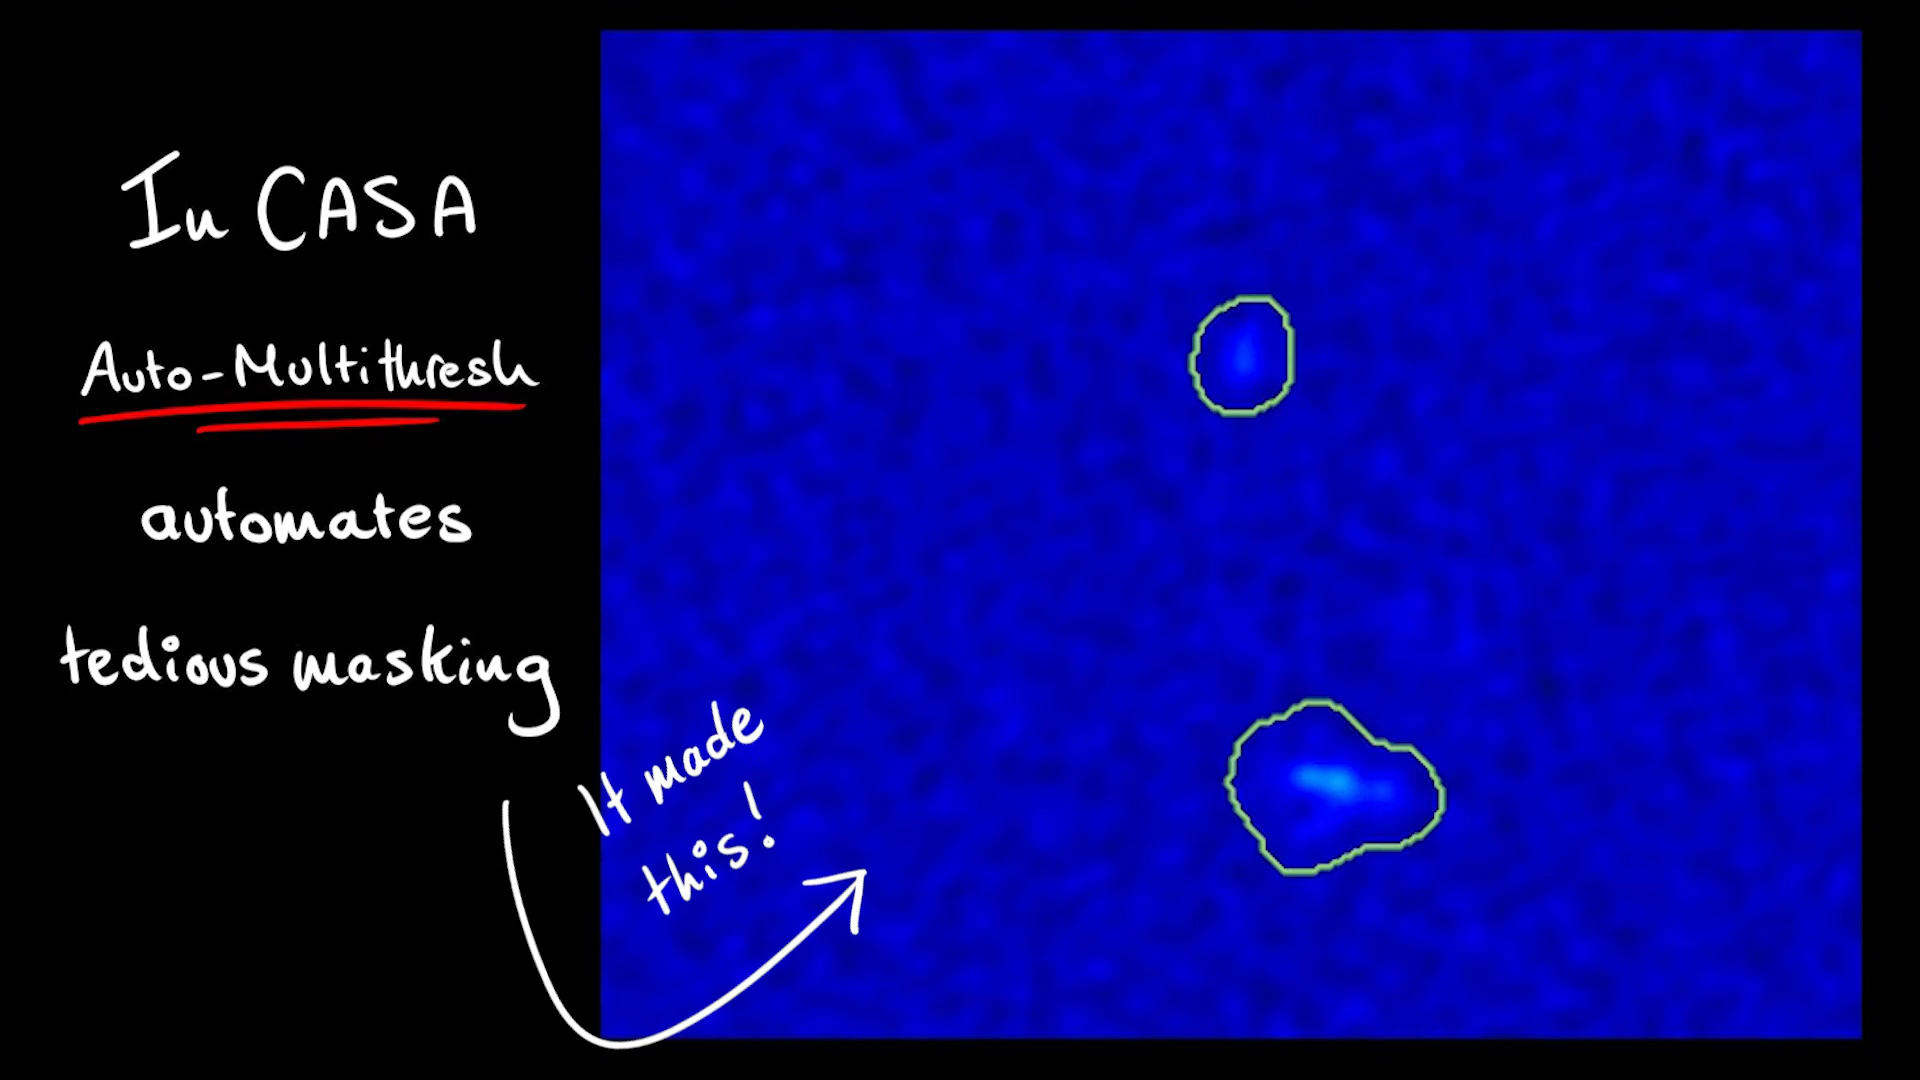 In CASA
Auto-Multithresh
automates
tedious masking
It made
this!